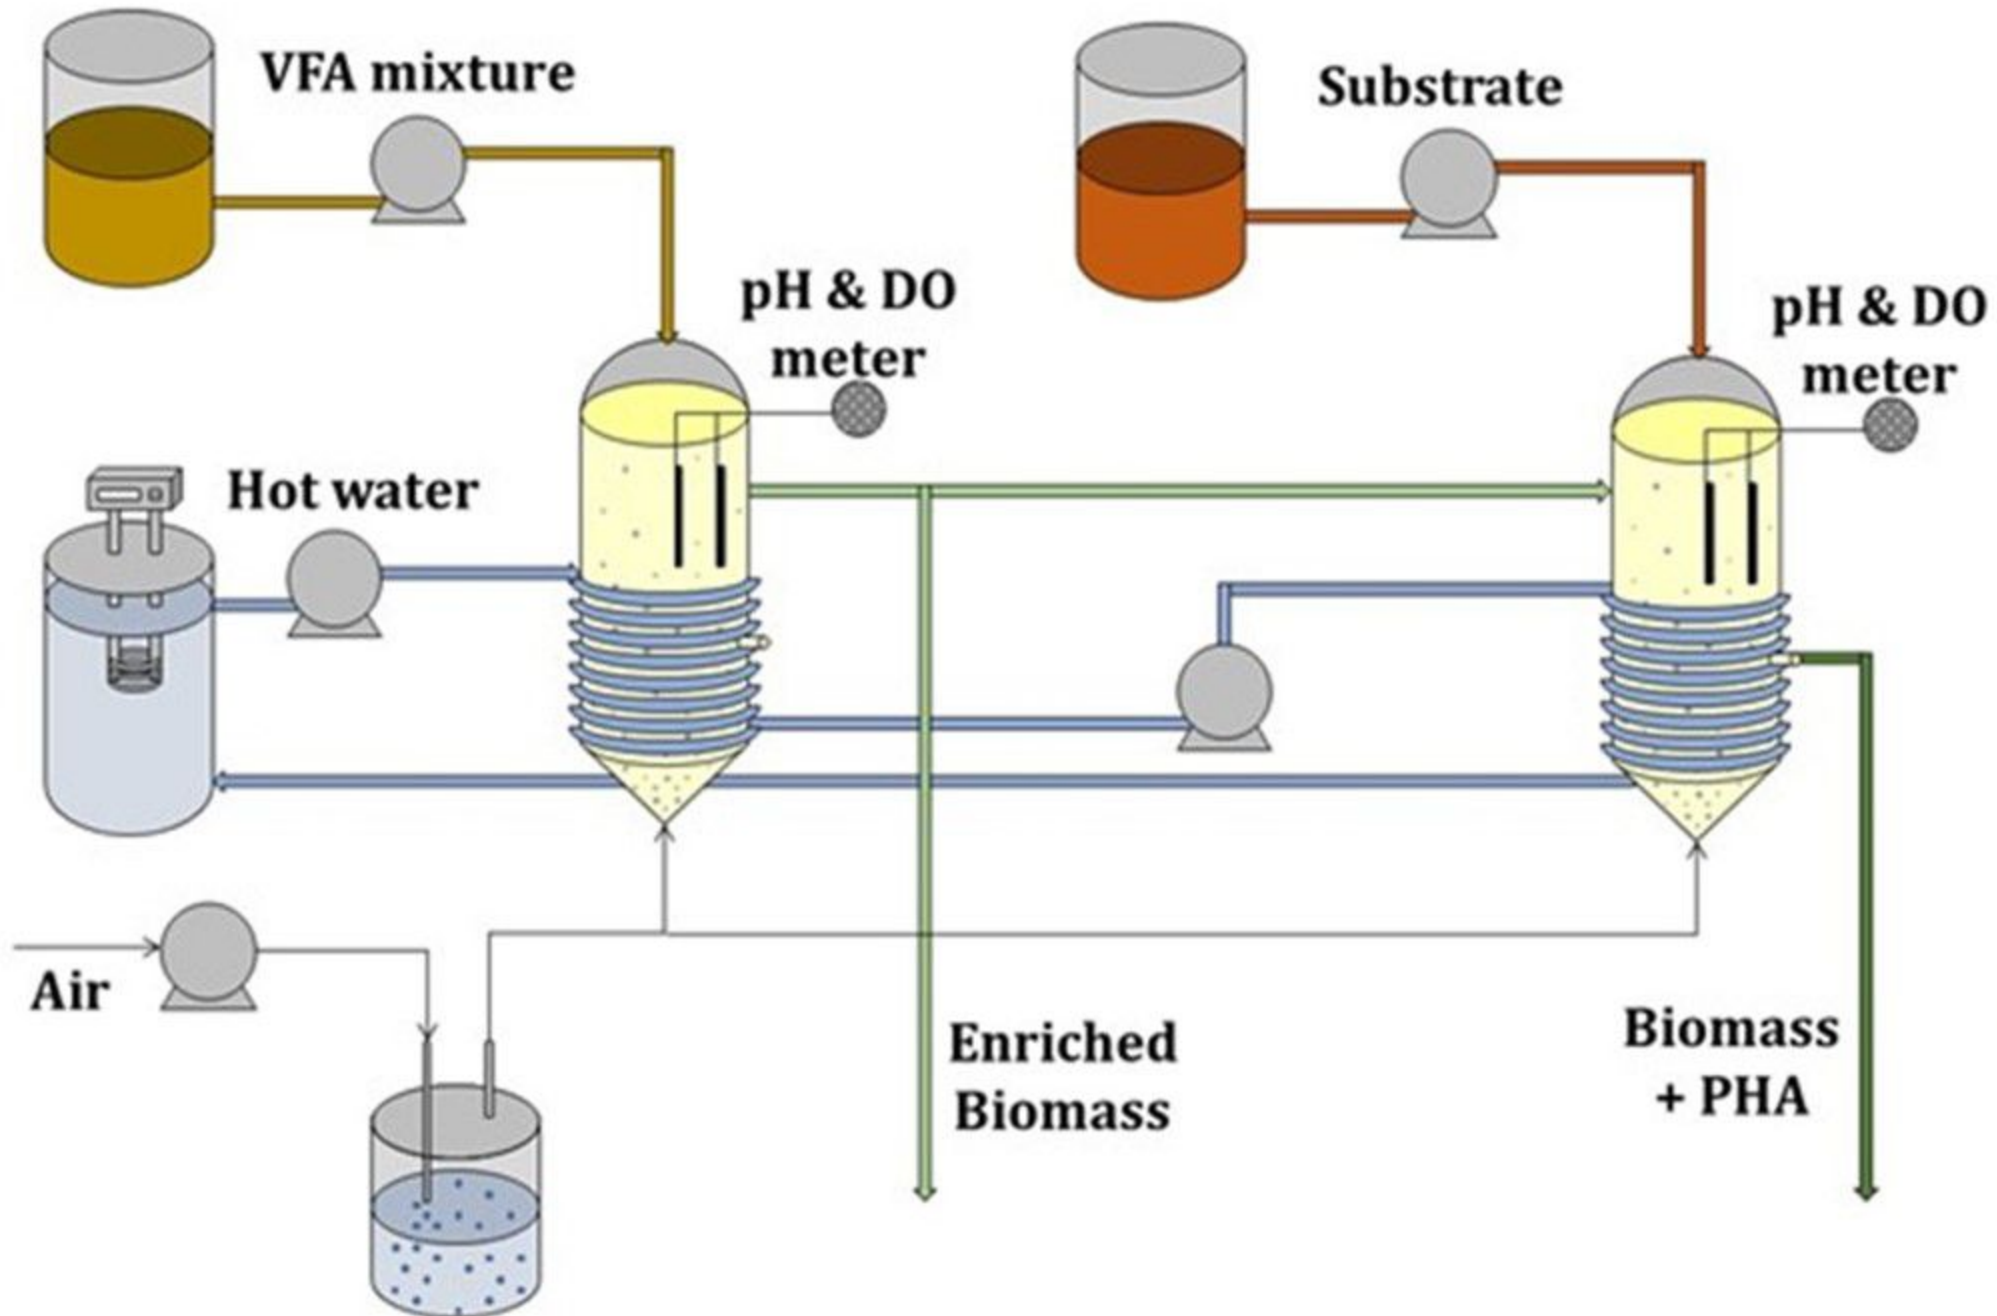 VFA mixture
Substrate
pH & DO
meter
pH & DO
meter
Hot water
Air
Enriched
Biomass
Biomass
+ PHA